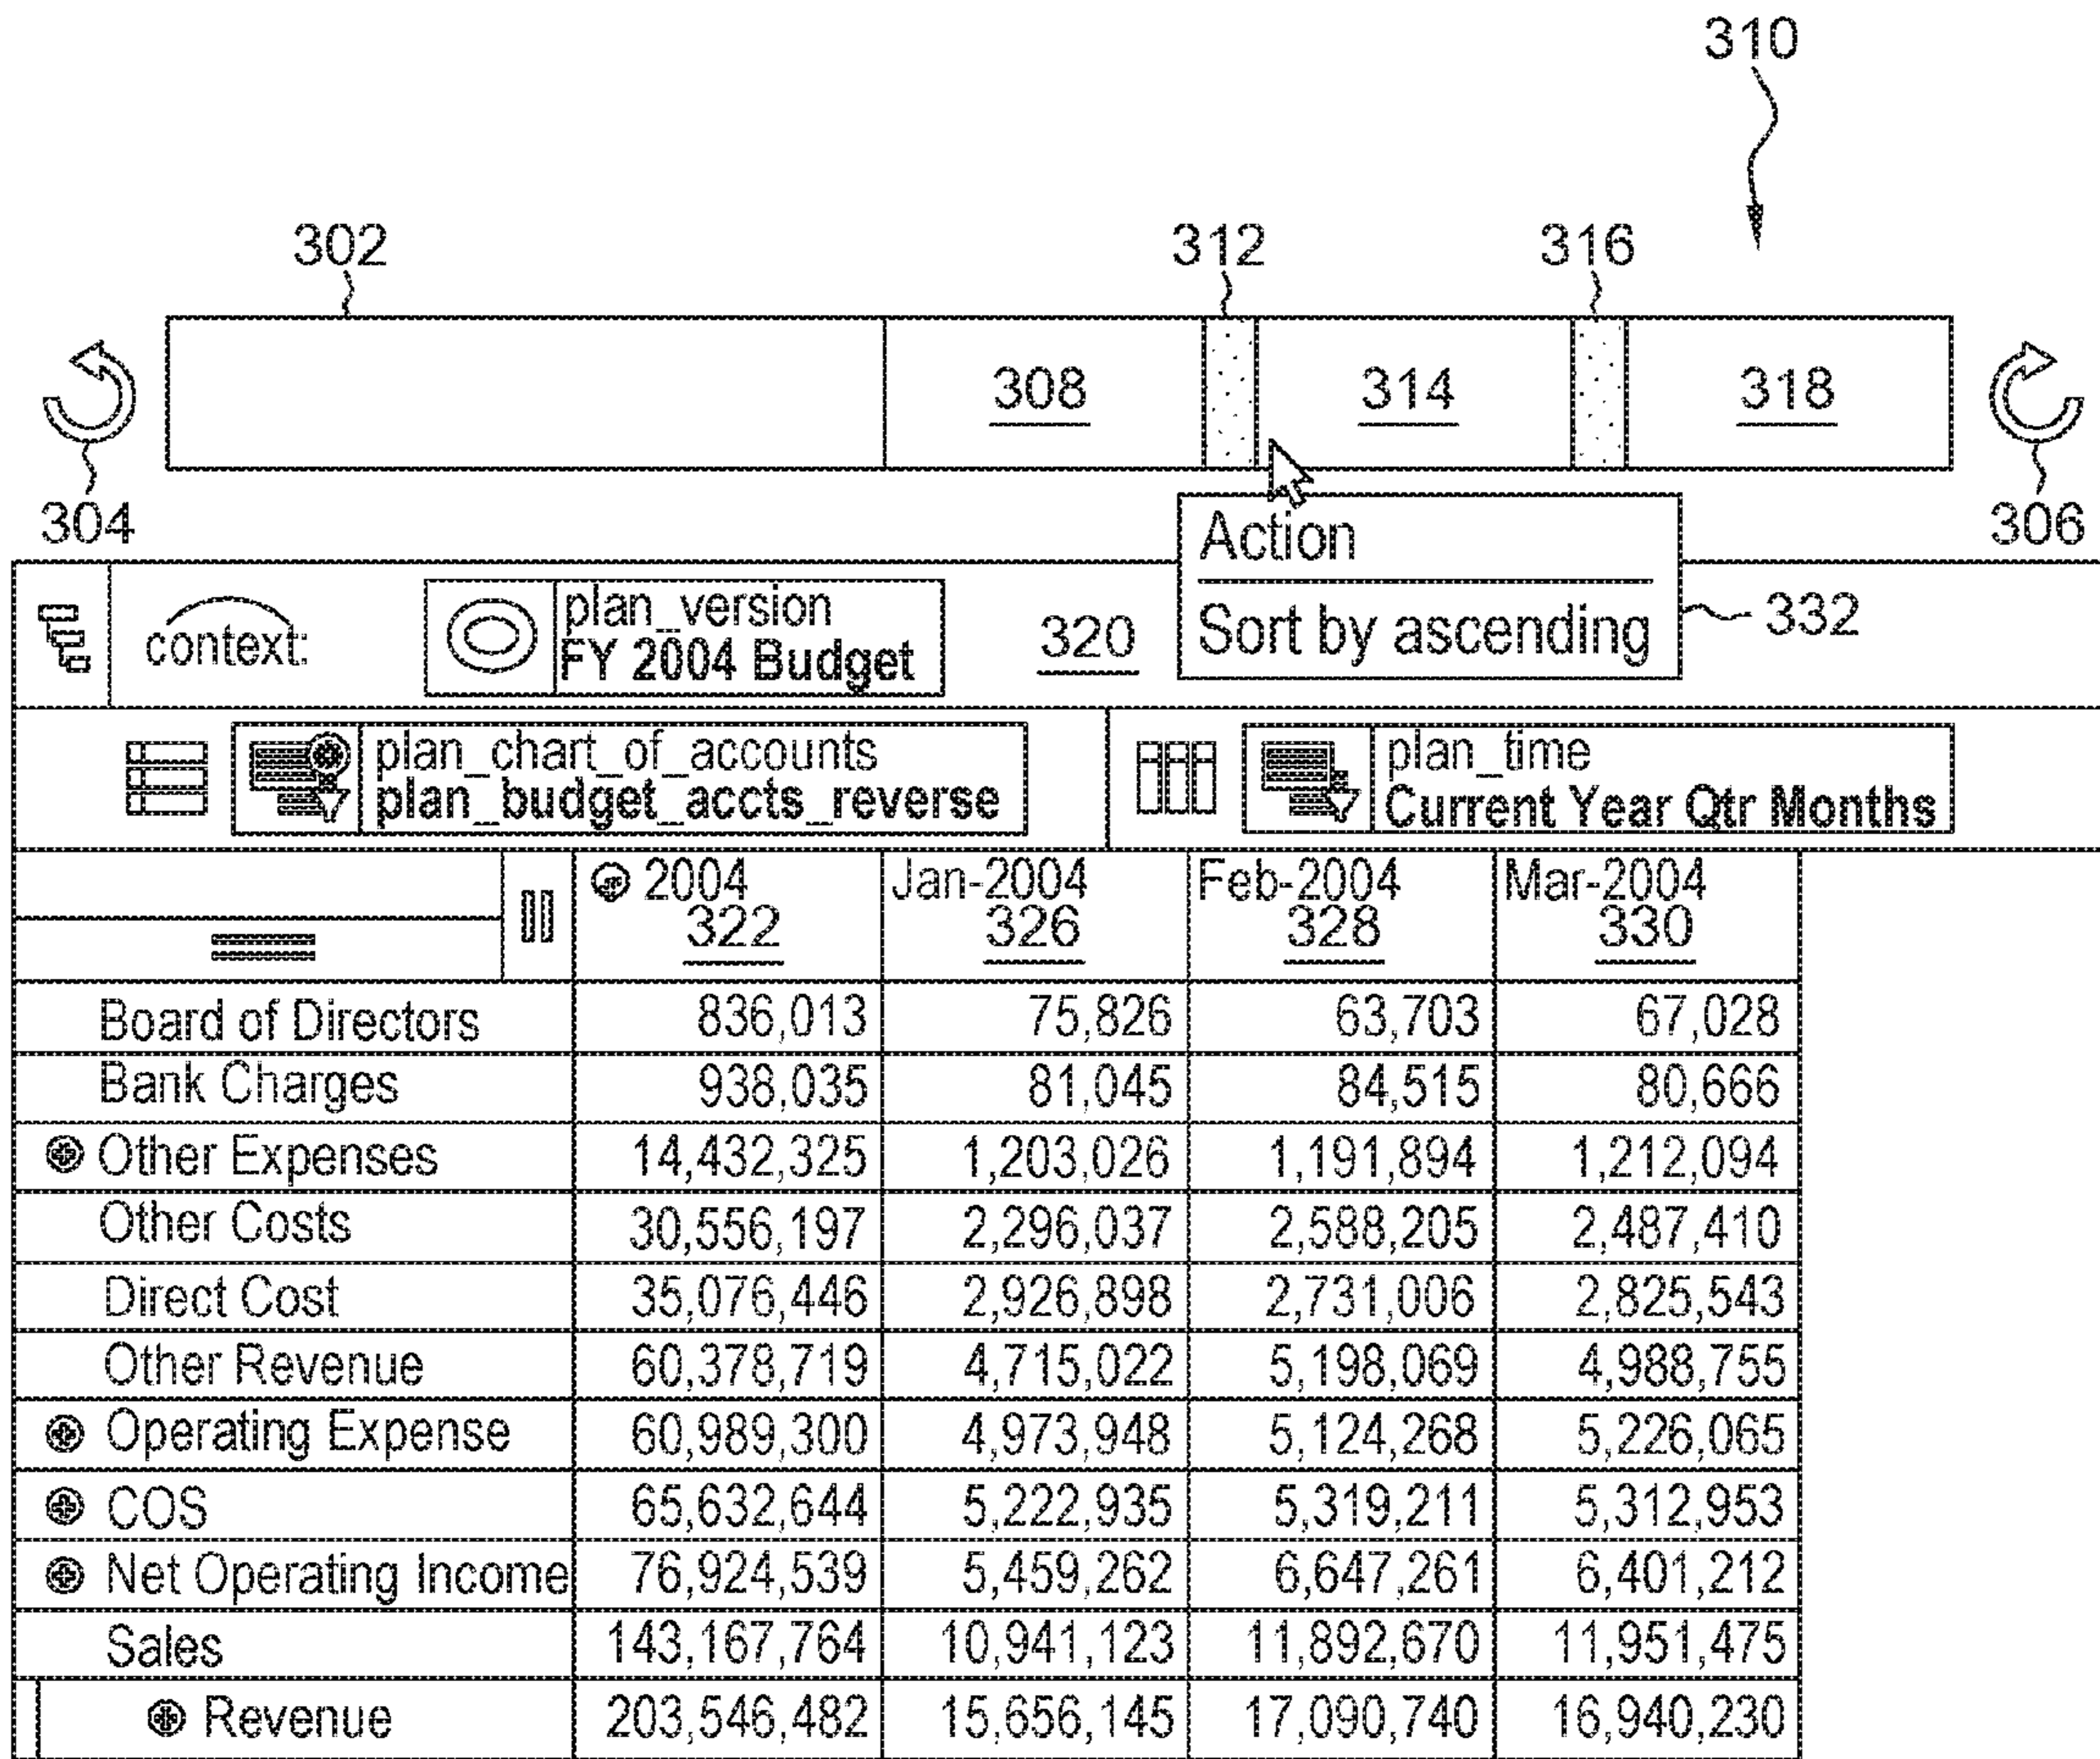 310
302 312 316
308 314 318
304 306
Action
Sort by ascending
332
context:
plan_version
FY 2004 Budget
320
plan_chart_of_accounts
plan_budget_accts_reverse
plan_time
Current Year Qtr Months
2004 Jan-2004 Feb-2004 Mar-2004
322 326 328 330
Board of Directors 836,013 75,826 63,703 67,028
Bank Charges 938,035 81,045 84,515 80,666
Other Expenses 14,432,325 1,203,026 1,191,894 1,212,094
Other Costs 30,556,197 2,296,037 2,588,205 2,487,410
Direct Cost 35,076,446 2,926,898 2,731,006 2,825,543
Other Revenue 60,378,719 4,715,022 5,198,069 4,988,755
Operating Expense 60,989,300 4,973,948 5,124,268 5,226,065
COS 65,632,644 5,222,935 5,319,211 5,312,953
Net Operating Income 76,924,539 5,459,262 6,647,261 6,401,212
Sales 143,167,764 10,941,123 11,892,670 11,951,475
Revenue 203,546,482 15,656,145 17,090,740 16,940,230